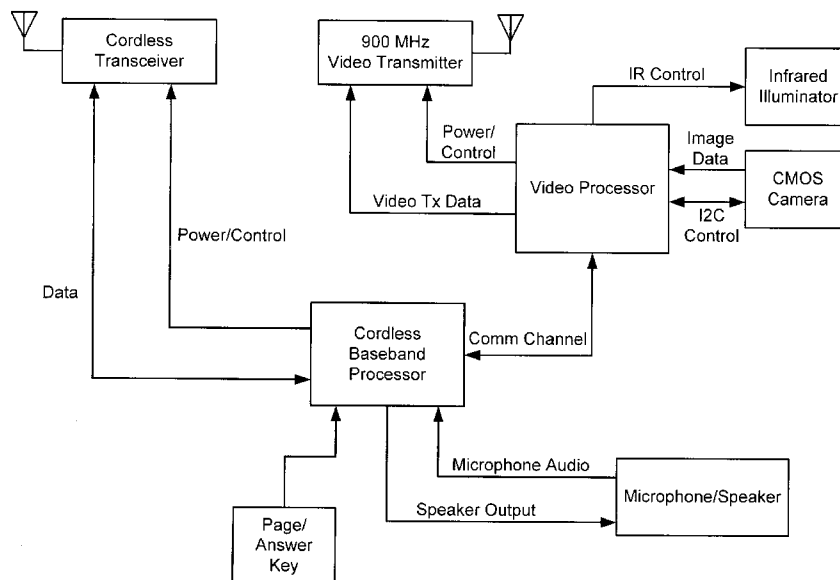 Cordless
Transceiver
900 MHz
Video Transmitter
IR Control
Infrared
Illuminator
Power/
Control
Image
Data
Video Processor
CMOS
Camera
Video Tx Data
I2C
Control
Power/Control
Data
Cordless
Baseband
Processor
Comm Channel
Microphone Audio
Microphone/Speaker
Speaker Output
Page/
Answer
Key